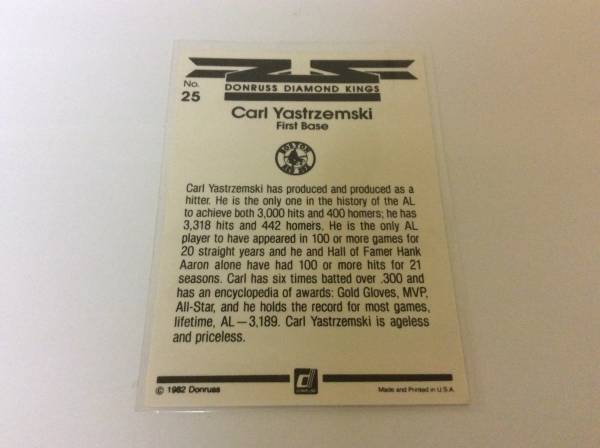 No.
25
DONRUSS DIAMOND KINGS
Carl Yastrzemski
First Base
BOSTON
RED SOX
Carl Yastrzemski has produced and produced as a
hitter. He is the only one in the history of the AL
to achieve both 3,000 hits and 400 homers; he has
3,318 hits and 442 homers. He is the only AL
player to have appeared in 100 or more games for
20 straight years and he and Hall of Famer Hank
Aaron alone have had 100 or more hits for 21
seasons. Carl has six times batted over .300 and
has an encyclopedia of awards: Gold Gloves, MVP,
All-Star, and he holds the record for most games,
lifetime, AL—3,189. Carl Yastrzemski is ageless
and priceless.
© 1982 Donruss
DONRUSS
Made and Printed in U.S.A.